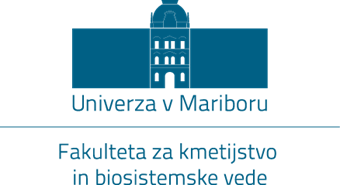 Univerza v Mariboru
Fakulteta za kmetijstvo
in biosistemske vede